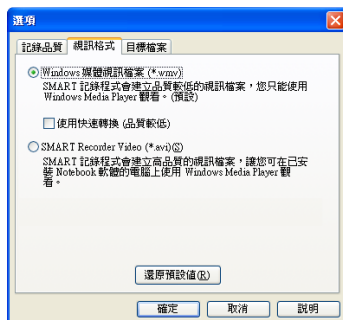 選項
記錄品質 視訊格式 目標檔案
Windows 媒體視訊檔案 (*.wmv)
SMART 記錄程式會建立品質較低的視訊檔案，您只能使用
Windows Media Player 觀看。(預設)
使用快速轉換 (品質較低)
SMART Recorder Video (*.avi)(S)
SMART 記錄程式會建立高品質的視訊檔案，讓您可在已安
裝 Notebook 軟體的電腦上使用 Windows Media Player 觀
看。
還原預設值(R)
確定 取消 說明